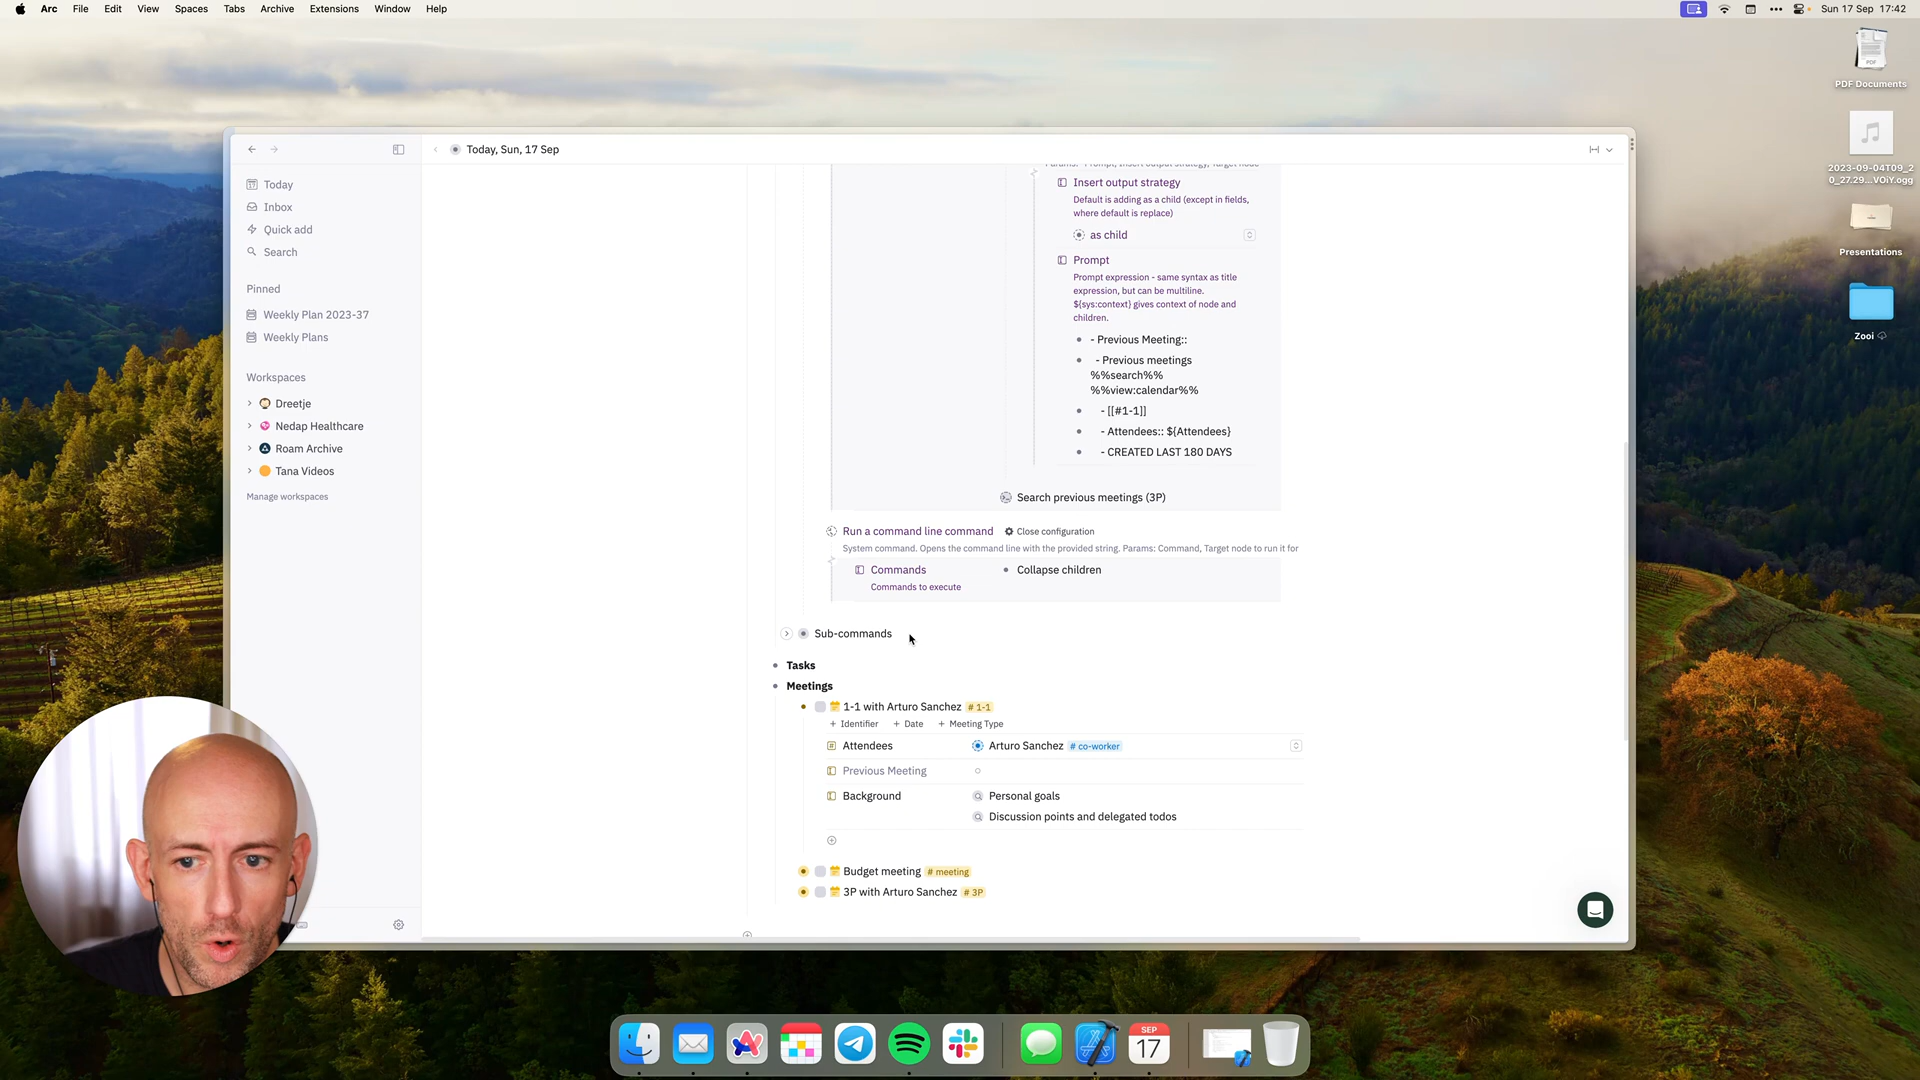 Arc File Edit View Spaces Tabs Archive Extensions Window Help
Sun 17 Sep 17:42
PDF
PDF Documents
2023-09-04T09_2
0_27.29...VOiY.ogg
Presentations
Zooi
Today, Sun, 17 Sep
Today
Inbox
Quick add
Search
Pinned
Weekly Plan 2023-37
Weekly Plans
Workspaces
Dreetje
Nedap Healthcare
Roam Archive
Tana Videos
Manage workspaces
Params: Prompt, Insert output strategy, Target node
Insert output strategy
Default is adding as a child (except in fields,
where default is replace)
as child
Prompt
Prompt expression - same syntax as title
expression, but can be multiline.
${sys:context} gives context of node and
children.
- Previous Meeting::
- Previous meetings
%%search%%
%%view:calendar%%
- [[#1-1]]
- Attendees:: ${Attendees}
- CREATED LAST 180 DAYS
Search previous meetings (3P)
Run a command line command Close configuration
System command. Opens the command line with the provided string. Params: Command, Target node to run it for
Commands
Collapse children
Commands to execute
Sub-commands
Tasks
Meetings
1-1 with Arturo Sanchez # 1-1
+ Identifier + Date + Meeting Type
Attendees
Arturo Sanchez # co-worker
Previous Meeting
Background
Personal goals
Discussion points and delegated todos
Budget meeting # meeting
3P with Arturo Sanchez # 3P
SEP
17